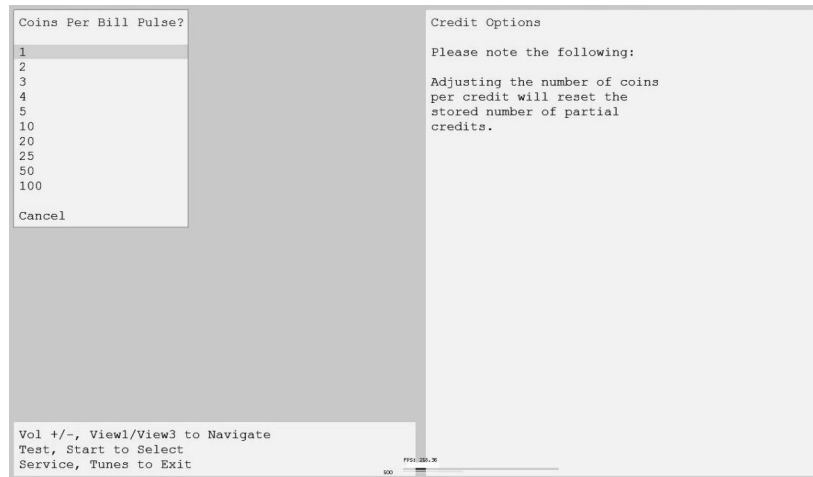 Coins Per Bill Pulse?
1
2
3
4
5
10
20
25
50
100
Cancel
Credit Options
Please note the following:
Adjusting the number of coins
per credit will reset the
stored number of partial
credits.
Vol +/-, View1/View3 to Navigate
Test, Start to Select
Service, Tunes to Exit